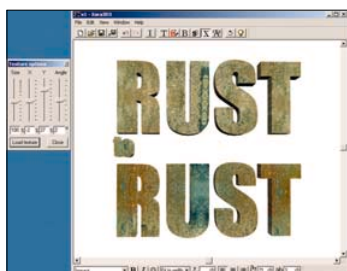 File Edit View Window Help
Texture options
Size X Y Angle
Load texture Close
RUST
to
RUST